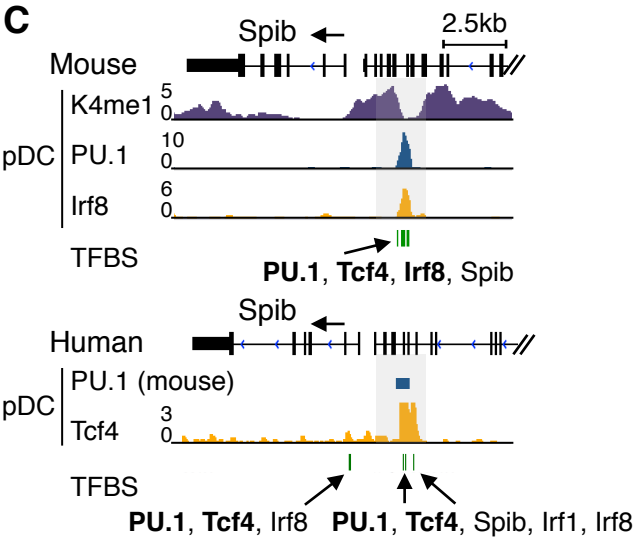 C
Spib
2.5kb
Mouse
K4me1
5
0
pDC
PU.1
10
0
Irf8
6
0
TFBS
PU.1, Tcf4, Irf8, Spib
Spib
Human
PU.1 (mouse)
pDC
Tcf4
3
0
TFBS
PU.1, Tcf4, Irf8
PU.1, Tcf4, Spib, Irf1, Irf8